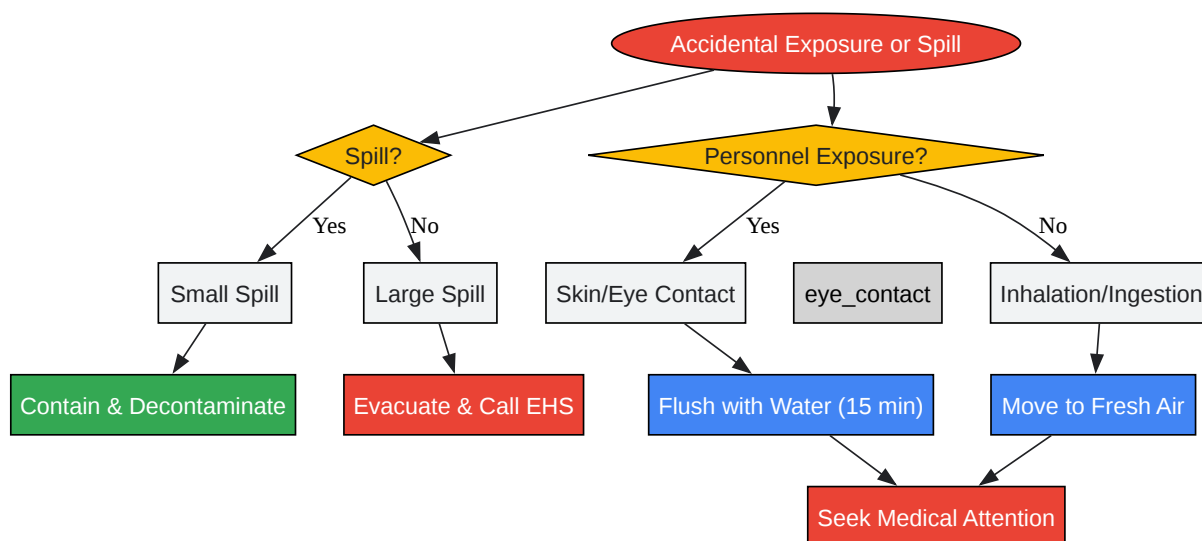 Accidental Exposure or Spill
Spill?
Personnel Exposure?
Yes
No
Yes
No
Small Spill
Large Spill
Skin/Eye Contact
eye_contact
Inhalation/Ingestion
Contain & Decontaminate
Evacuate & Call EHS
Flush with Water (15 min)
Move to Fresh Air
Seek Medical Attention